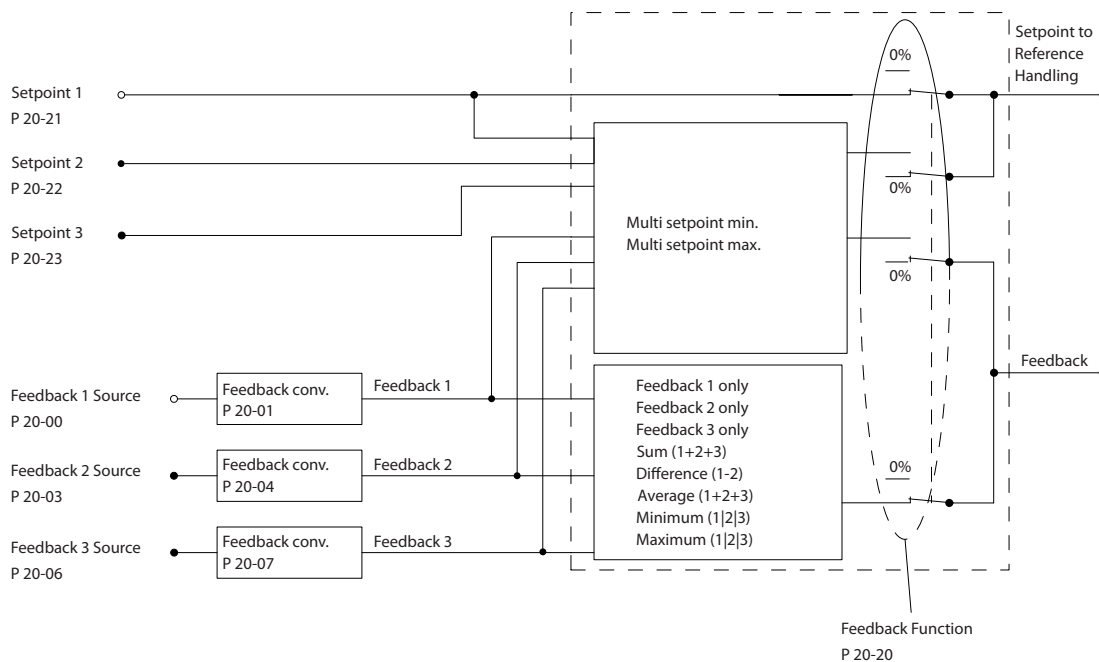 Setpoint 1
P 20-21
Setpoint 2
P 20-22
Setpoint 3
P 20-23
Feedback 1 Source
P 20-00
Feedback conv.
P 20-01
Feedback 1
Feedback 2 Source
P 20-03
Feedback conv.
P 20-04
Feedback 2
Feedback 3 Source
P 20-06
Feedback conv.
P 20-07
Feedback 3
Multi setpoint min.
Multi setpoint max.
Feedback 1 only
Feedback 2 only
Feedback 3 only
Sum (1+2+3)
Difference (1-2)
Average (1+2+3)
Minimum (1|2|3)
Maximum (1|2|3)
0%
0%
0%
0%
Setpoint to
Reference
Handling
Feedback
Feedback Function
P 20-20